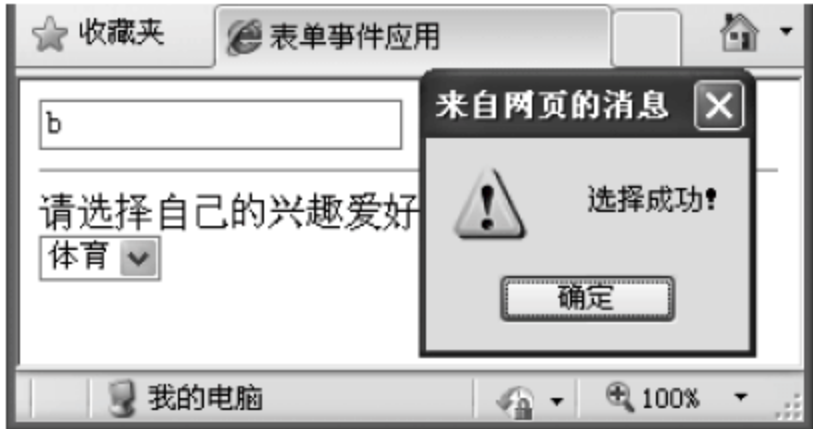 收藏夹
表单事件应用
b
来自网页的消息
选择成功!
确定
请选择自己的兴趣爱好
体育
我的电脑
100%